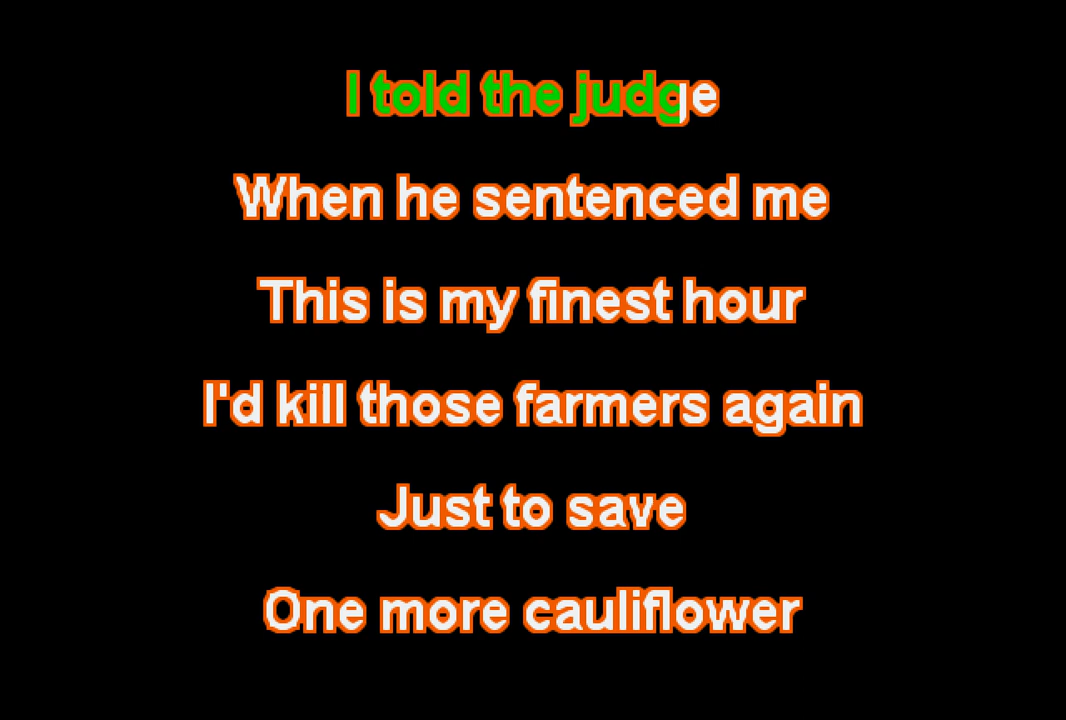 I told the judge
When he sentenced me
This is my finest hour
I'd kill those farmers again
Just to save
One more cauliflower